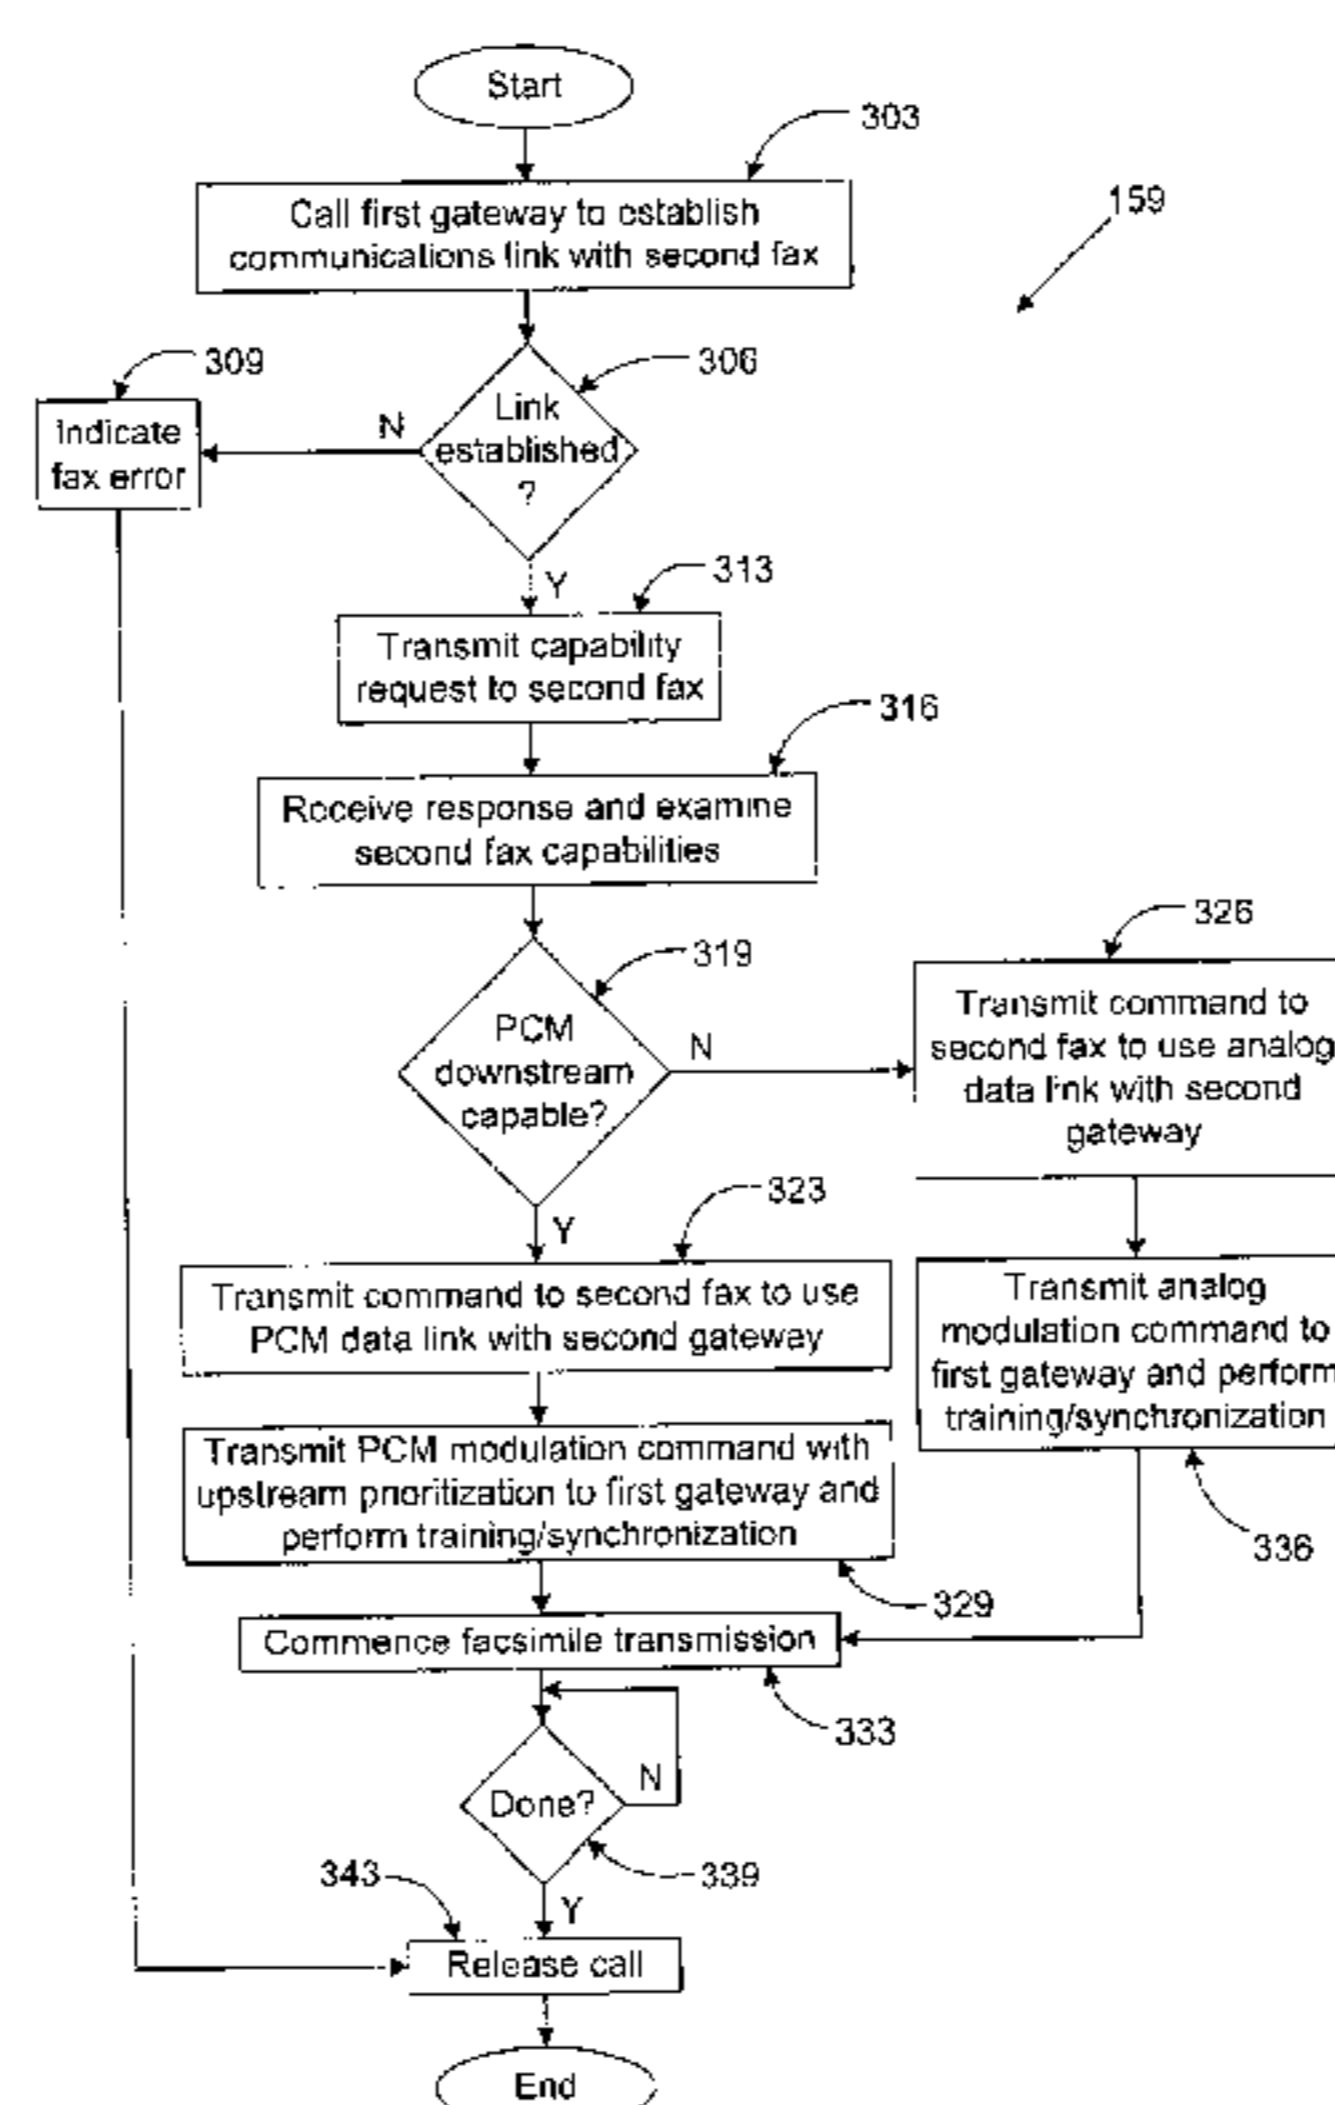 Start
303
Call first gateway to establish
communications link with second fax
159
309
306
Indicate
fax error
N
Link
established
?
Y
313
Transmit capability
request to second fax
316
Receive response and examine
second fax capabilities
319
326
PCM
downstream
capable?
N
Transmit command to
second fax to use analog
data link with second
gateway
Y
323
Transmit command to second fax to use
PCM data link with second gateway
Transmit analog
modulation command to
first gateway and perform
training/synchronization
336
Transmit PCM modulation command with
upstream prioritization to first gateway and
perform training/synchronization
329
Commence facsimile transmission
333
Done?
N
339
343
Y
Release call
End